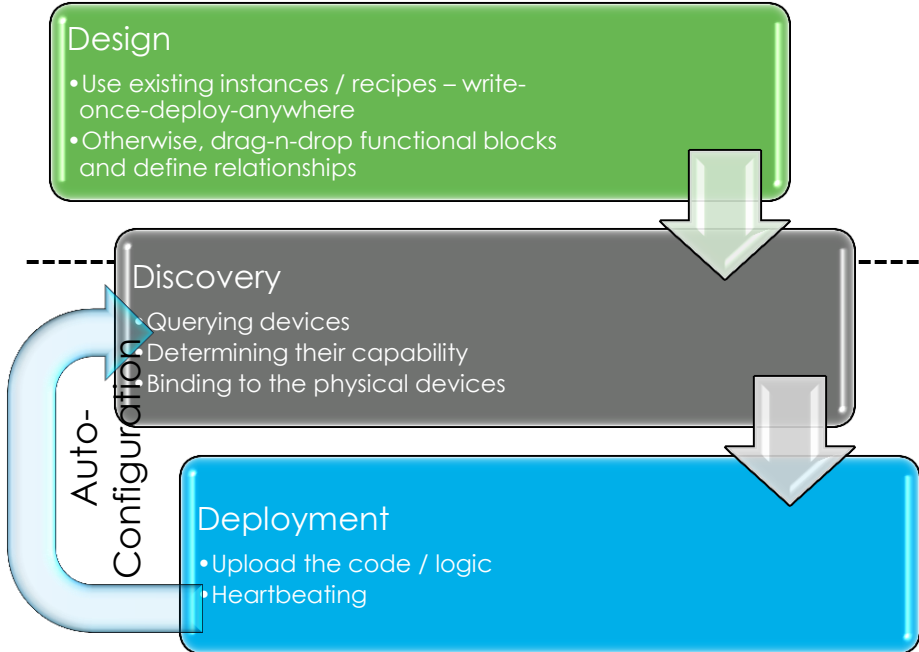 Design
•Use existing instances / recipes – write-
once-deploy-anywhere
•Otherwise, drag-n-drop functional blocks
and define relationships
Discovery
•Querying devices
•Determining their capability
•Binding to the physical devices
Auto-
Configuration
Deployment
•Upload the code / logic
•Heartbeating